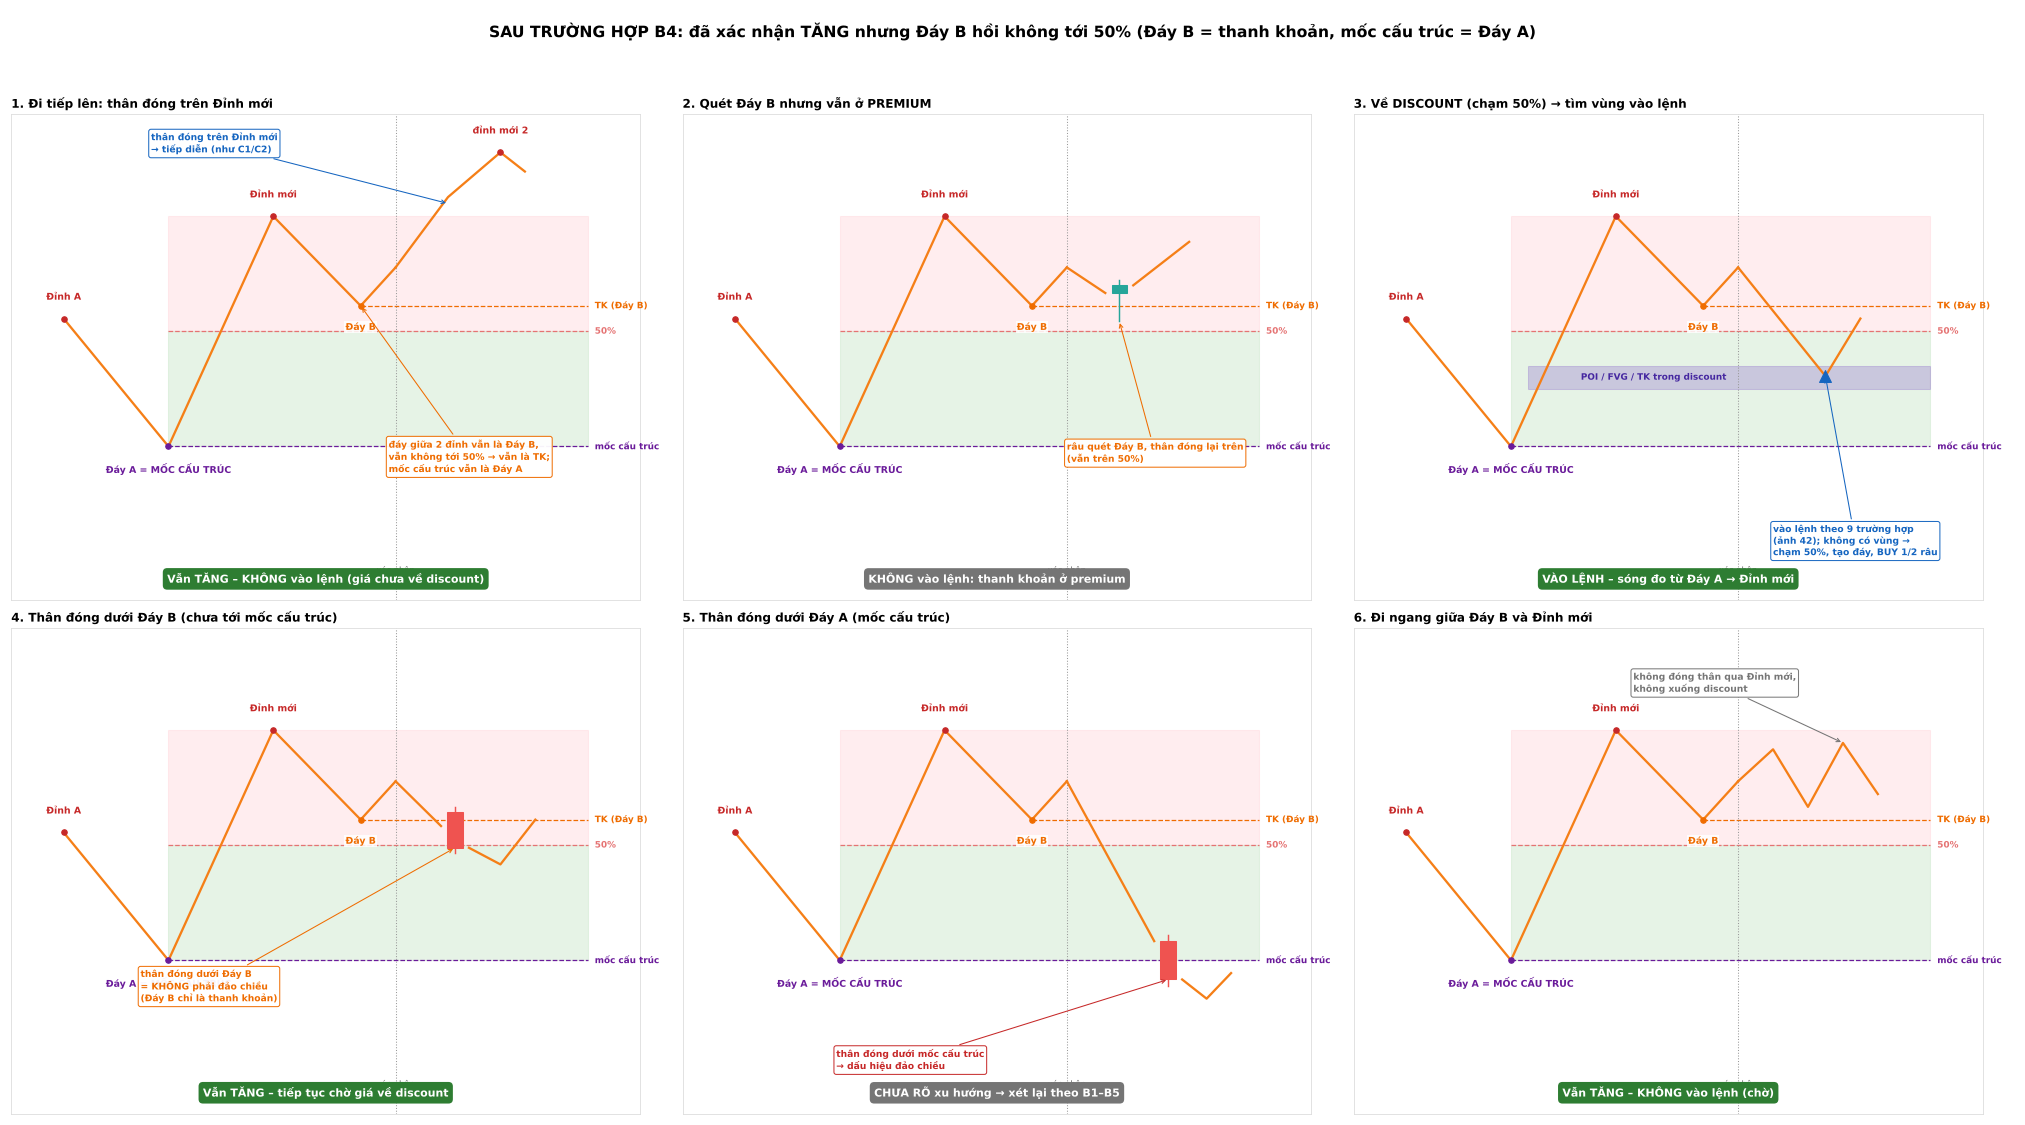 SAU TRƯỜNG HỢP B4: đã xác nhận TĂNG nhưng Đáy B hồi không tới 50% (Đáy B = thanh khoản, mốc cấu trúc = Đáy A)
1. Đi tiếp lên: thân đóng trên Đỉnh mới
thân đóng trên Đỉnh mới
→ tiếp diễn (như C1/C2)
đỉnh mới 2
Đỉnh mới
Đỉnh A
TK (Đáy B)
Đáy B
50%
đáy giữa 2 đỉnh vẫn là Đáy B,
vẫn không tới 50% → vẫn là TK;
mốc cấu trúc vẫn là Đáy A
mốc cấu trúc
Đáy A = MỐC CẤU TRÚC
Vẫn TĂNG – KHÔNG vào lệnh (giá chưa về discount)
2. Quét Đáy B nhưng vẫn ở PREMIUM
Đỉnh mới
Đỉnh A
TK (Đáy B)
Đáy B
50%
râu quét Đáy B, thân đóng lại trên
(vẫn trên 50%)
mốc cấu trúc
Đáy A = MỐC CẤU TRÚC
KHÔNG vào lệnh: thanh khoản ở premium
3. Về DISCOUNT (chạm 50%) → tìm vùng vào lệnh
Đỉnh mới
Đỉnh A
TK (Đáy B)
Đáy B
50%
POI / FVG / TK trong discount
mốc cấu trúc
Đáy A = MỐC CẤU TRÚC
vào lệnh theo 9 trường hợp
(ảnh 42); không có vùng →
chạm 50%, tạo đáy, BUY 1/2 râu
VÀO LỆNH – sóng đo từ Đáy A → Đỉnh mới
4. Thân đóng dưới Đáy B (chưa tới mốc cấu trúc)
Đỉnh mới
Đỉnh A
TK (Đáy B)
Đáy B
50%
mốc cấu trúc
Đáy A
thân đóng dưới Đáy B
= KHÔNG phải đảo chiều
(Đáy B chỉ là thanh khoản)
Vẫn TĂNG – tiếp tục chờ giá về discount
5. Thân đóng dưới Đáy A (mốc cấu trúc)
Đỉnh mới
Đỉnh A
TK (Đáy B)
Đáy B
50%
mốc cấu trúc
Đáy A = MỐC CẤU TRÚC
thân đóng dưới mốc cấu trúc
→ dấu hiệu đảo chiều
CHƯA RÕ xu hướng → xét lại theo B1–B5
6. Đi ngang giữa Đáy B và Đỉnh mới
không đóng thân qua Đỉnh mới,
không xuống discount
Đỉnh mới
Đỉnh A
TK (Đáy B)
Đáy B
50%
mốc cấu trúc
Đáy A = MỐC CẤU TRÚC
Vẫn TĂNG – KHÔNG vào lệnh (chờ)